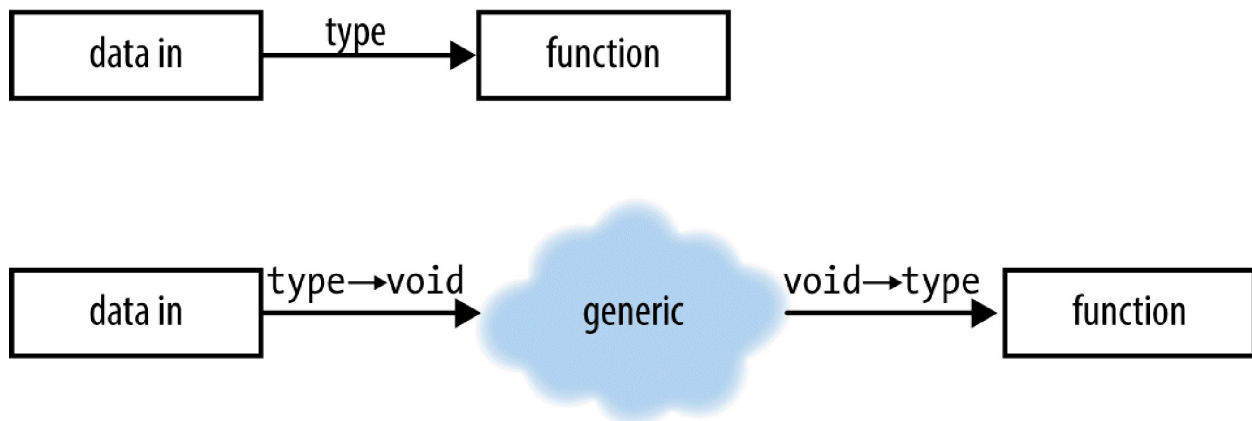 data in
type
function
data in
type→void
generic
void→type
function